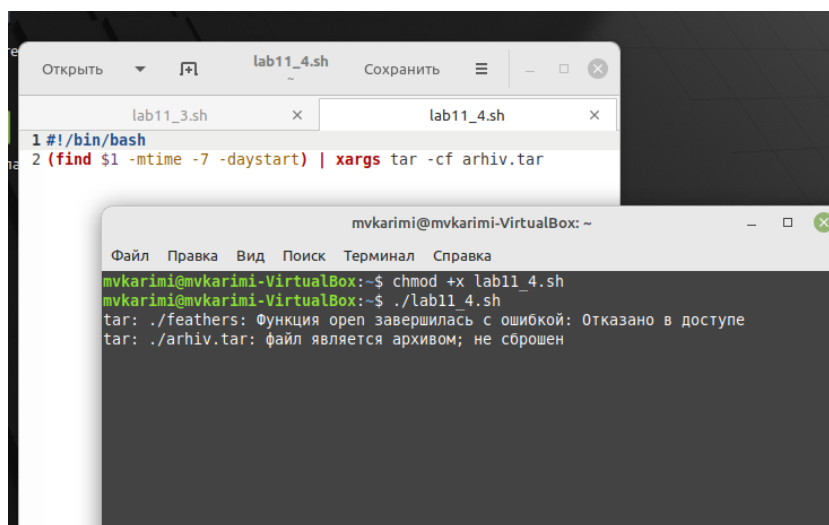 lab11_4.sh
Открыть ~ Сохранить
lab11_3.sh × lab11_4.sh ×
1 #!/bin/bash
2 (find $1 -mtime -7 -daystart) | xargs tar -cf arhiv.tar
mvkarimi@mvkarimi-VirtualBox: ~
Файл Правка Вид Поиск Терминал Справка
mvkarimi@mvkarimi-VirtualBox:~$ chmod +x lab11_4.sh
mvkarimi@mvkarimi-VirtualBox:~$ ./lab11_4.sh
tar: ./feathers: Функция open завершилась с ошибкой: Отказано в доступе
tar: ./arhiv.tar: файл является архивом; не сброшен